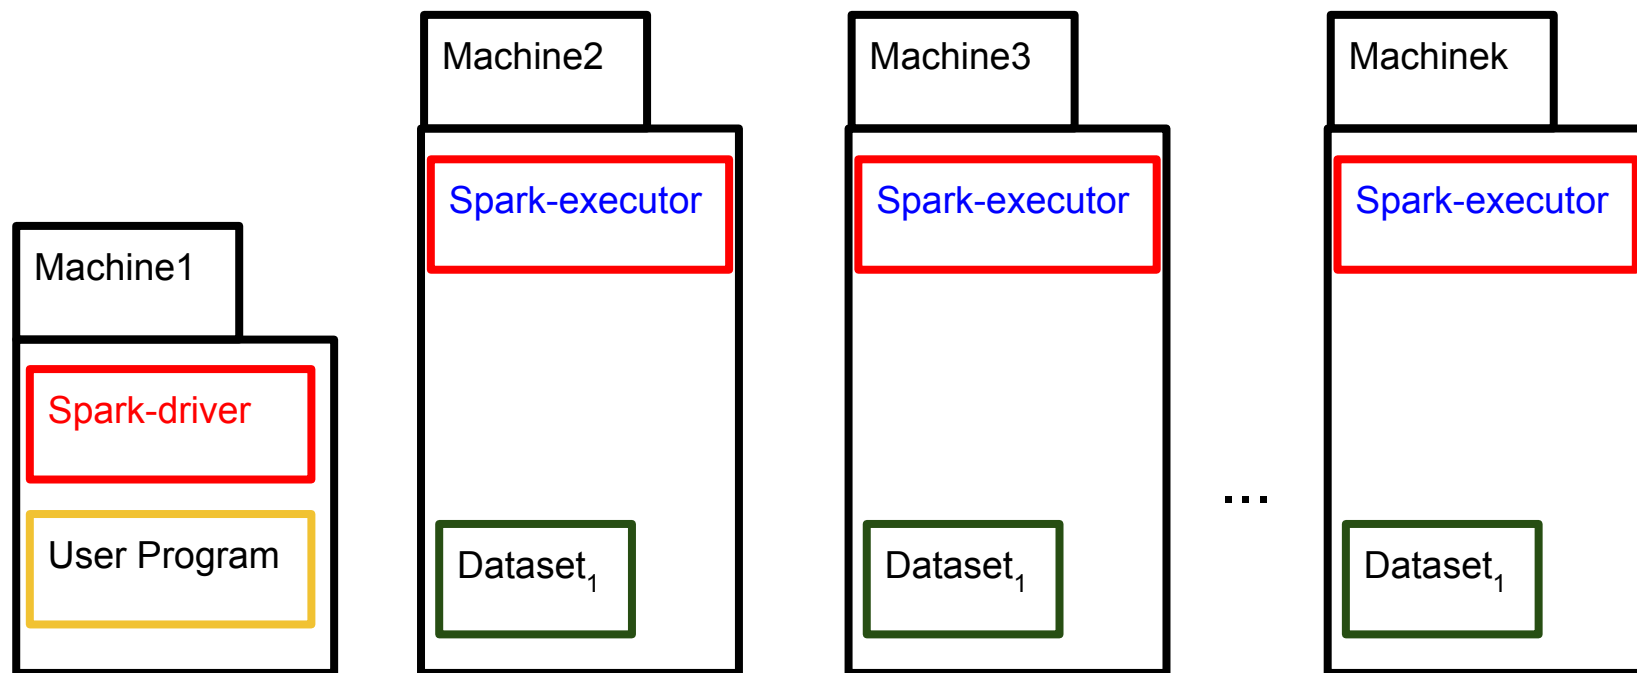 Machine2
Machine3
Machinek
Spark-executor
Spark-executor
Spark-executor
Machine1
Spark-driver
User Program
...
Dataset₁
Dataset₁
Dataset₁